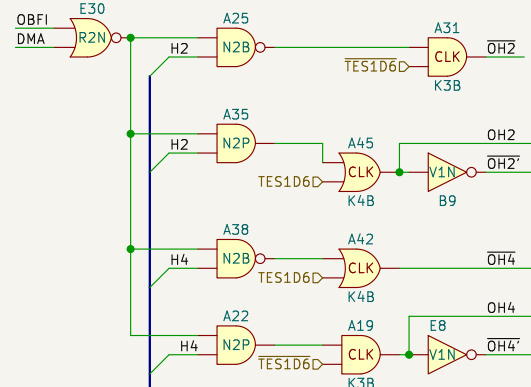 E30
OBFI
R2N
DMA
A25
H2
N2B
A31
CLK
K3B
TES1D6
OH2
A35
H2
N2P
A45
CLK
K4B
TES1D6
OH2
V1N
B9
OH2'
A38
H4
N2B
A42
CLK
K4B
TES1D6
OH4
A22
H4
N2P
A19
CLK
K3B
TES1D6
OH4
E8
V1N
OH4'